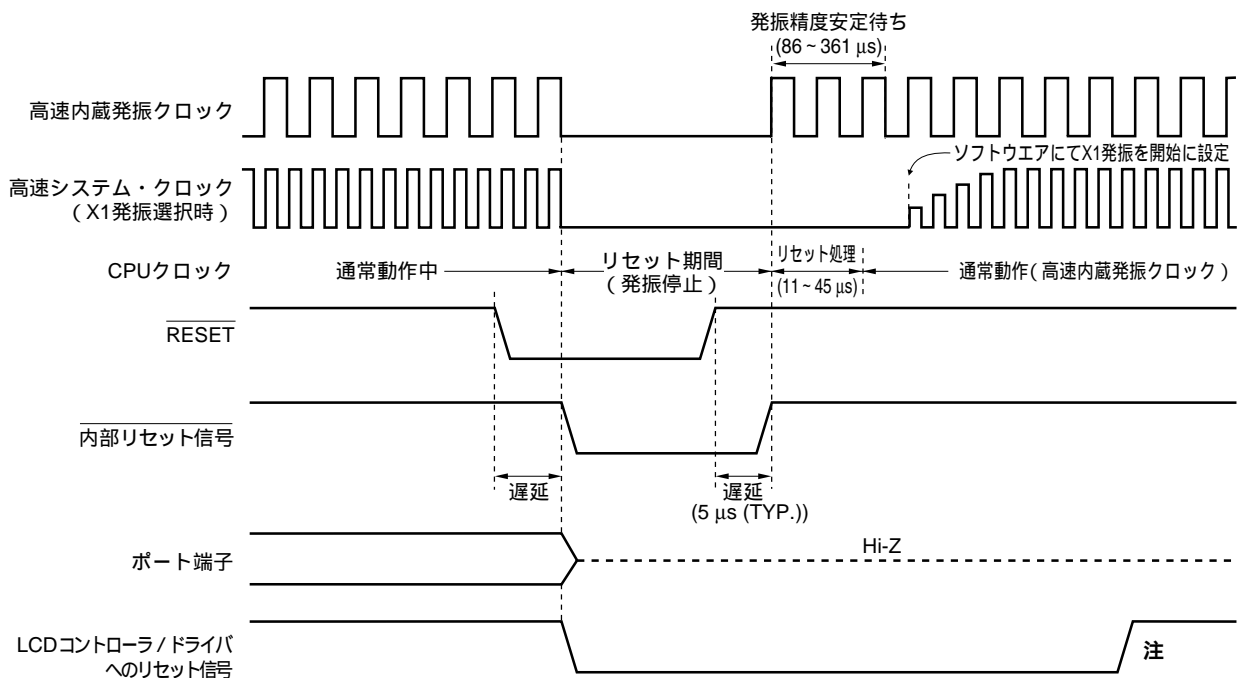 発振精度安定待ち
(86~361 μs)
高速内蔵発振クロック
ソフトウエアにてX1発振を開始に設定
高速システム・クロック
(X1発振選択時)
CPUクロック
通常動作中
リセット期間
(発振停止)
リセット処理
(11~45 μs)
通常動作(高速内蔵発振クロック)
RESET
内部リセット信号
遅延
遅延
(5 μs (TYP.))
ポート端子
Hi-Z
LCDコントローラ/ドライバ
へのリセット信号
注